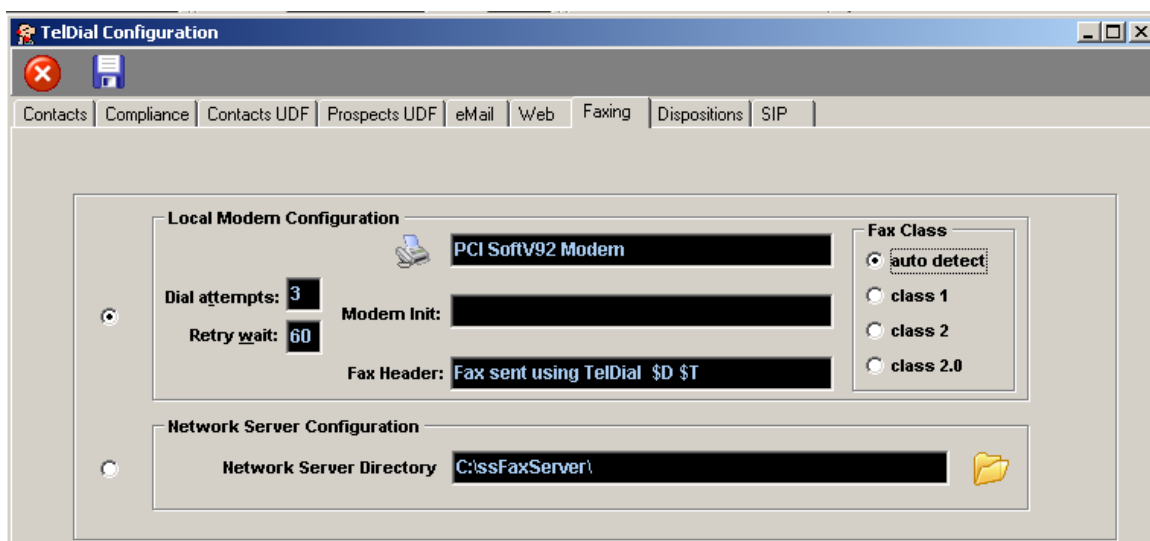 TelDial Configuration
Contacts Compliance Contacts UDF Prospects UDF eMail Web Faxing Dispositions SIP
Local Modem Configuration
PCI SoftV92 Modem
Dial attempts: 3
Retry wait: 60
Modem Init:
Fax Header: Fax sent using TelDial $D $T
Fax Class
auto detect
class 1
class 2
class 2.0
Network Server Configuration
Network Server Directory C:\ssFaxServer\